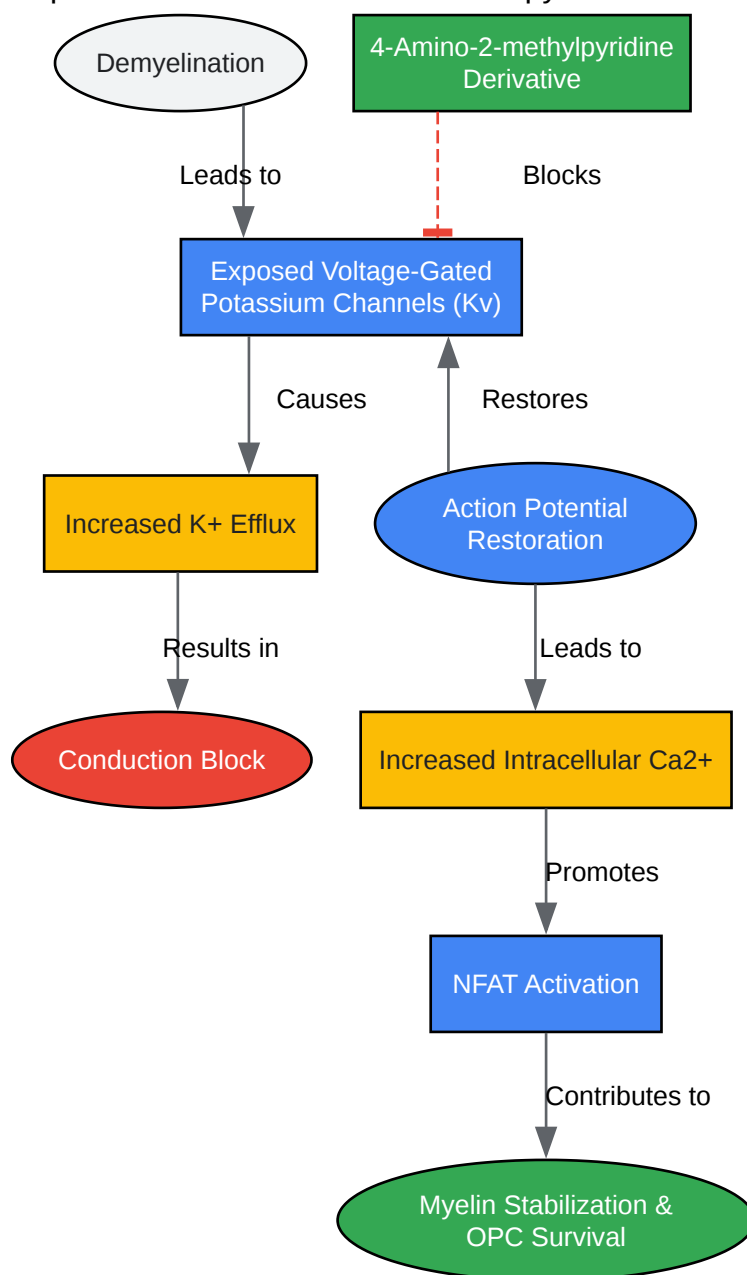 Demyelination
4-Amino-2-methylpyridine
Derivative
Leads to
Blocks
Exposed Voltage-Gated
Potassium Channels (Kv)
Causes
Restores
Increased K+ Efflux
Action Potential
Restoration
Results in
Leads to
Conduction Block
Increased Intracellular Ca2+
Promotes
NFAT Activation
Contributes to
Myelin Stabilization &
OPC Survival